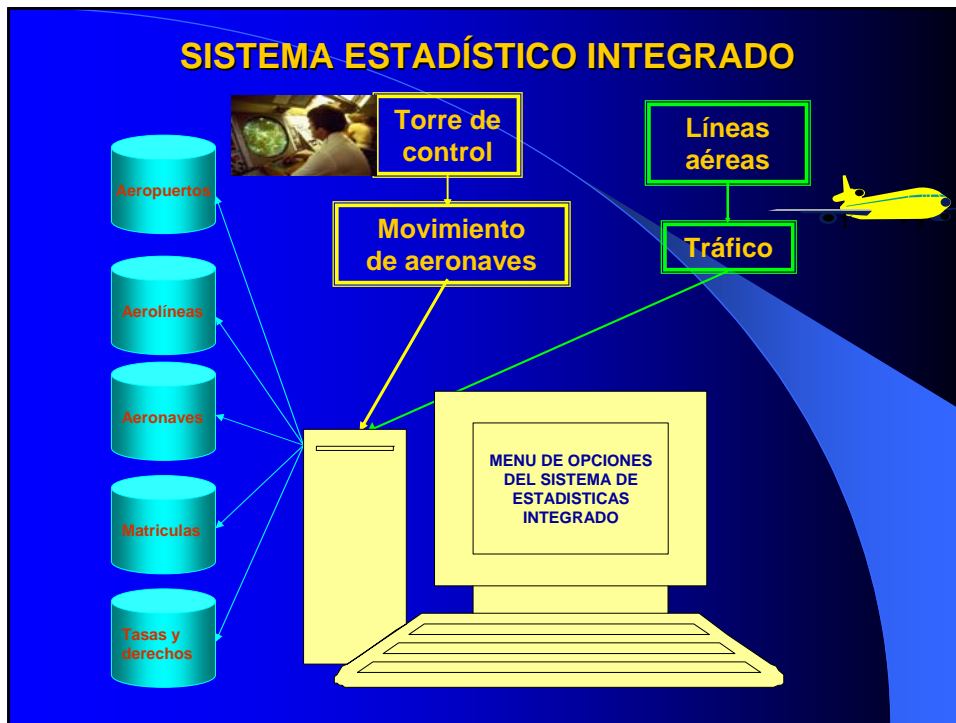 SISTEMA ESTADÍSTICO INTEGRADO
Torre de
control
Líneas
aéreas
Aeropuertos
Movimiento
de aeronaves
Tráfico
Aerolíneas
Aeronaves
MENU DE OPCIONES
DEL SISTEMA DE
ESTADISTICAS
INTEGRADO
Matriculas
Tasas y
derechos